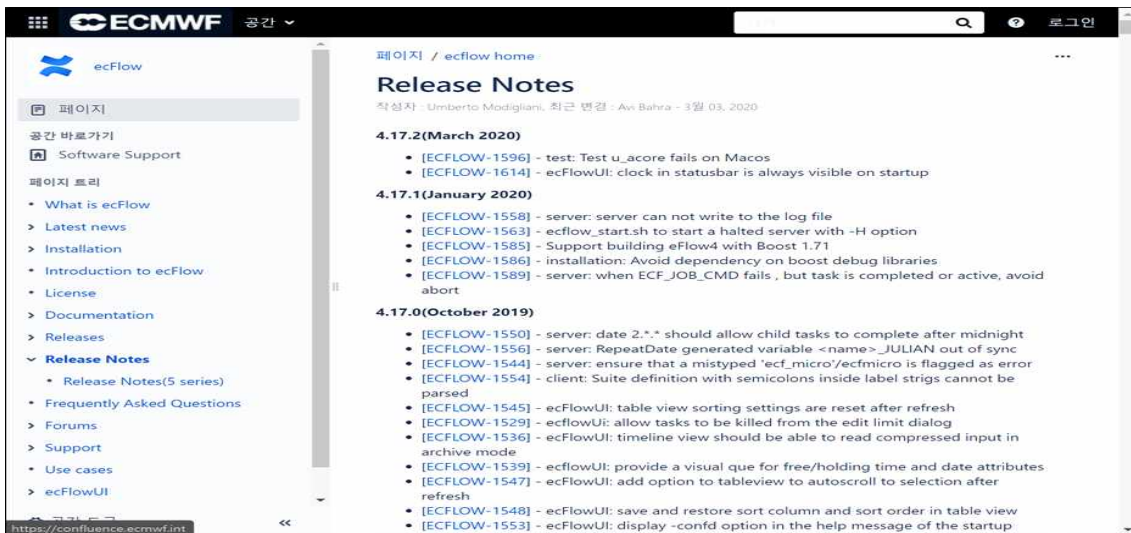 ECMWF 공간
로그인
ecFlow
페이지
공간 바로가기
Software Support
페이지 트리
What is ecFlow
Latest news
Installation
Introduction to ecFlow
License
Documentation
Releases
Release Notes
Release Notes(5 series)
Frequently Asked Questions
Forums
Support
Use cases
ecFlowUI
https://confluence.ecmwf.int
페이지 / ecflow home
Release Notes
작성자 : Umberto Modigliani, 최근 변경 : Avi Bahra - 3월 03, 2020
4.17.2(March 2020)
• [ECFLOW-1596] - test: Test u_acore fails on Macos
• [ECFLOW-1614] - ecFlowUI: clock in statusbar is always visible on startup
4.17.1(January 2020)
• [ECFLOW-1558] - server: server can not write to the log file
• [ECFLOW-1563] - ecflow_start.sh to start a halted server with -H option
• [ECFLOW-1585] - Support building eFlow4 with Boost 1.71
• [ECFLOW-1586] - installation: Avoid dependency on boost debug libraries
• [ECFLOW-1589] - server: when ECF_JOB_CMD fails , but task is completed or active, avoid
abort
4.17.0(October 2019)
• [ECFLOW-1550] - server: date 2.*.* should allow child tasks to complete after midnight
• [ECFLOW-1556] - server: RepeatDate generated variable <name>_JULIAN out of sync
• [ECFLOW-1544] - server: ensure that a mistyped 'ecf_micro'/ecfmicro is flagged as error
• [ECFLOW-1554] - client: Suite definition with semicolons inside label strigs cannot be
parsed
• [ECFLOW-1545] - ecFlowUI: table view sorting settings are reset after refresh
• [ECFLOW-1529] - ecflowUi: allow tasks to be killed from the edit limit dialog
• [ECFLOW-1536] - ecFlowUI: timeline view should be able to read compressed input in
archive mode
• [ECFLOW-1539] - ecflowUI: provide a visual que for free/holding time and date attributes
• [ECFLOW-1547] - ecFlowUI: add option to tableview to autoscroll to selection after
refresh
• [ECFLOW-1548] - ecFlowUI: save and restore sort column and sort order in table view
• [ECFLOW-1553] - ecFlowUI: display -confd option in the help message of the startup